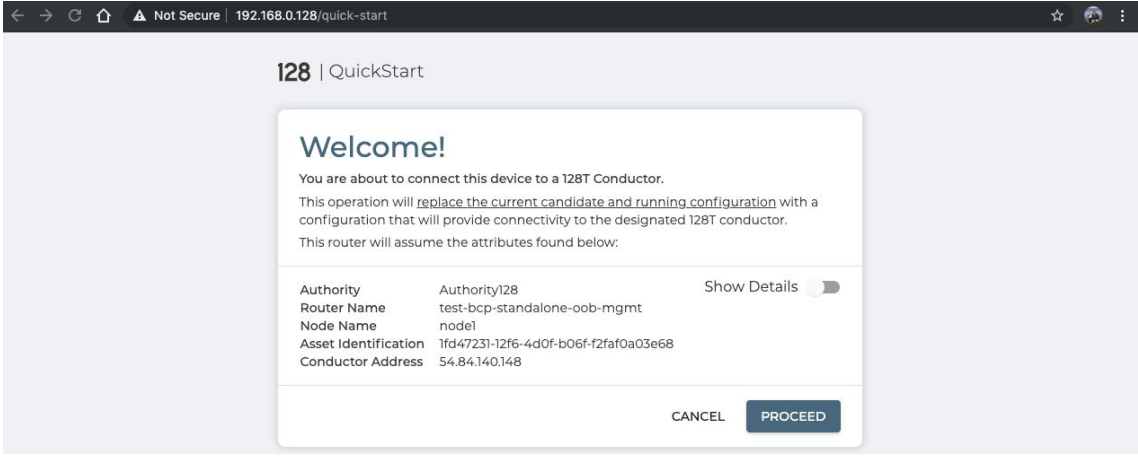 Not Secure | 192.168.0.128/quick-start
128 | QuickStart
Welcome!
You are about to connect this device to a 128T Conductor.
This operation will replace the current candidate and running configuration with a
configuration that will provide connectivity to the designated 128T conductor.
This router will assume the attributes found below:
Show Details
Authority Authority128
Router Name test-bcp-standalone-oob-mgmt
Node Name node1
Asset Identification 1fd47231-12f6-4d0f-b06f-f2faf0a03e68
Conductor Address 54.84.140.148
CANCEL PROCEED